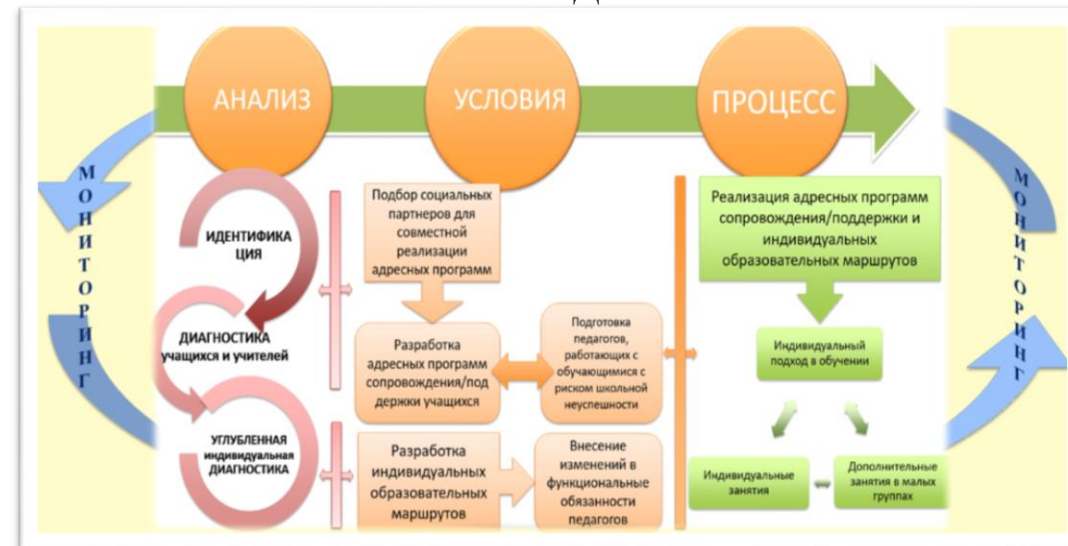 АНАЛИЗ
УСЛОВИЯ
ПРОЦЕСС
МОНИТОРИНГ
ИДЕНТИФИКА
ЦИЯ
ДИАГНОСТИКА
учащихся и учителей
УГЛУБЛЕННАЯ
индивидуальная
ДИАГНОСТИКА
Подбор социальных
партнеров для
совместной
реализации
адресных программ
Разработка
адресных программ
сопровождения/под
держки учащихся
Подготовка
педагогов,
работающих с
обучающимися с
риском школьной
неуспешности
Разработка
индивидуальных
образовательных
маршрутов
Внесение
изменений в
функциональные
обязанности
педагогов
Реализация адресных программ
сопровождения/поддержки и
индивидуальных
образовательных маршрутов
Индивидуальный
подход в обучении
Индивидуальные
занятия
Дополнительные
занятия в малых
группах
МОНИТОРИНГ